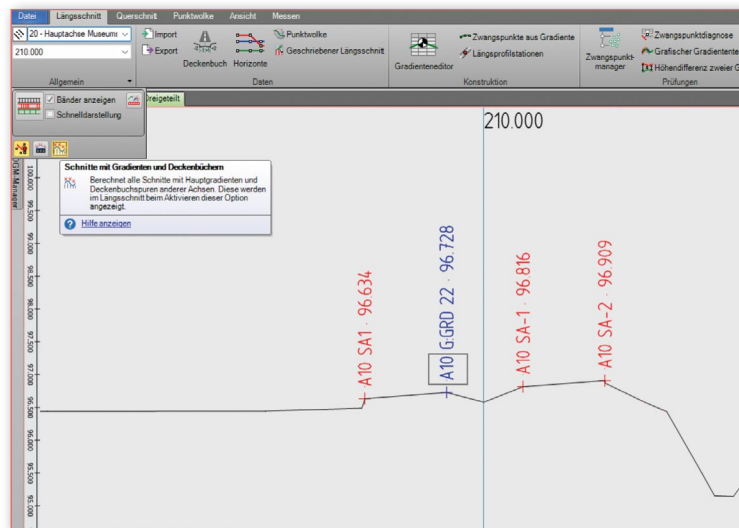 Datei Längsschnitt Querschnitt Punktwolke Ansicht Messen
20 - Hauptachse Museums
210.000
Import
Export
Deckenbuch
Horizonte
Punktwolke
Geschriebener Längsschnitt
Gradienteneditor
Zwangspunkte aus Gradiente
Längsprofilstationen
Zwangspunkt-
manager
Zwangspunktdiagnose
Grafischer Gradiententes
Höhendifferenz zweier G
Allgemein
Daten
Konstruktion
Prüfungen
Bänder anzeigen
Schnelldarstellung
Dreigeteilt
DGM-Manager
Schnitte mit Gradienten und Deckenbüchern
Berechnet alle Schnitte mit Hauptgradienten und
Deckenbuchspuren anderer Achsen. Diese werden
im Längsschnitt beim Aktivieren dieser Option
angezeigt.
Hilfe anzeigen
210.000
A10 SA1 · 96.634
A10 G:GRD 22 · 96.728
A10 SA-1 · 96.816
A10 SA-2 · 96.909